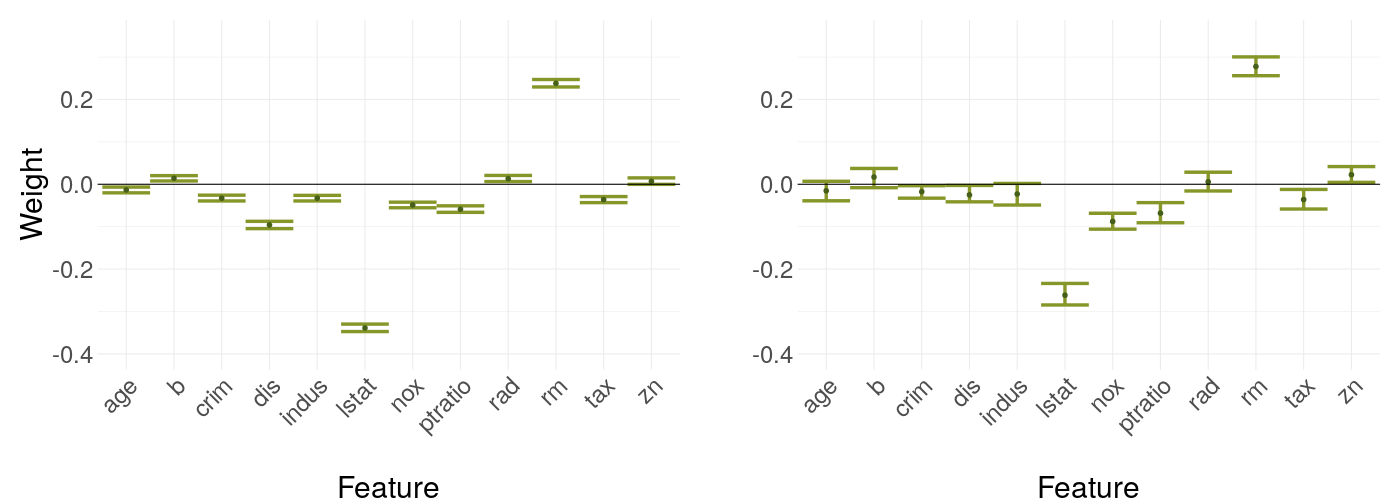 Weight
0.2
0.0
-0.2
-0.4
age b crim dis indus lstat nox ptratio rad rm tax zn
Feature
0.2
0.0
-0.2
-0.4
age b crim dis indus lstat nox ptratio rad rm tax zn
Feature